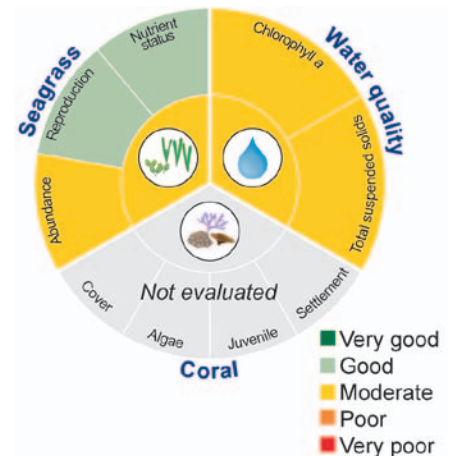 Nutrient
status
Chlorophyll a
Seagrass
Water quality
Reproduction
Total suspended solids
Abundance
Not evaluated
Cover
Algae
Juvenile
Settlement
Coral
Very good
Good
Moderate
Poor
Very poor